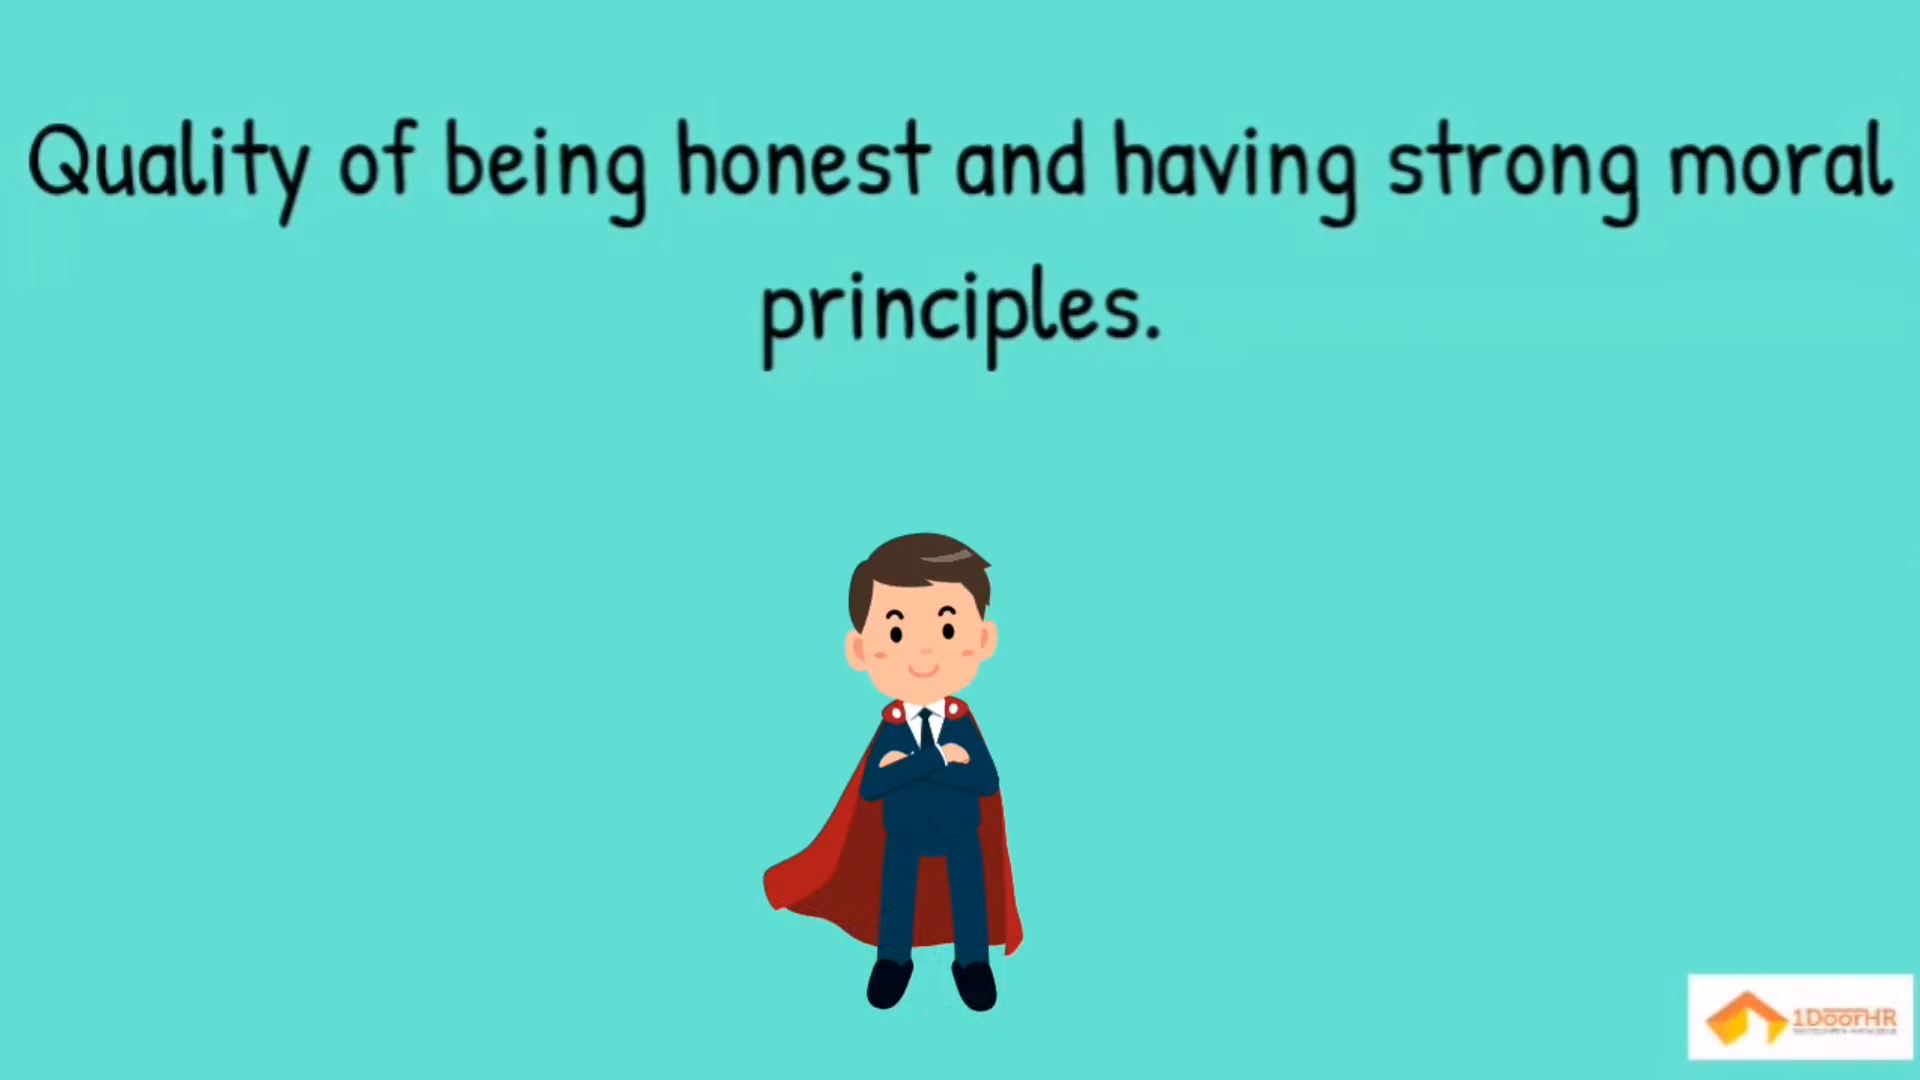 Quality of being honest and having strong moral
principles.
1DoorHR